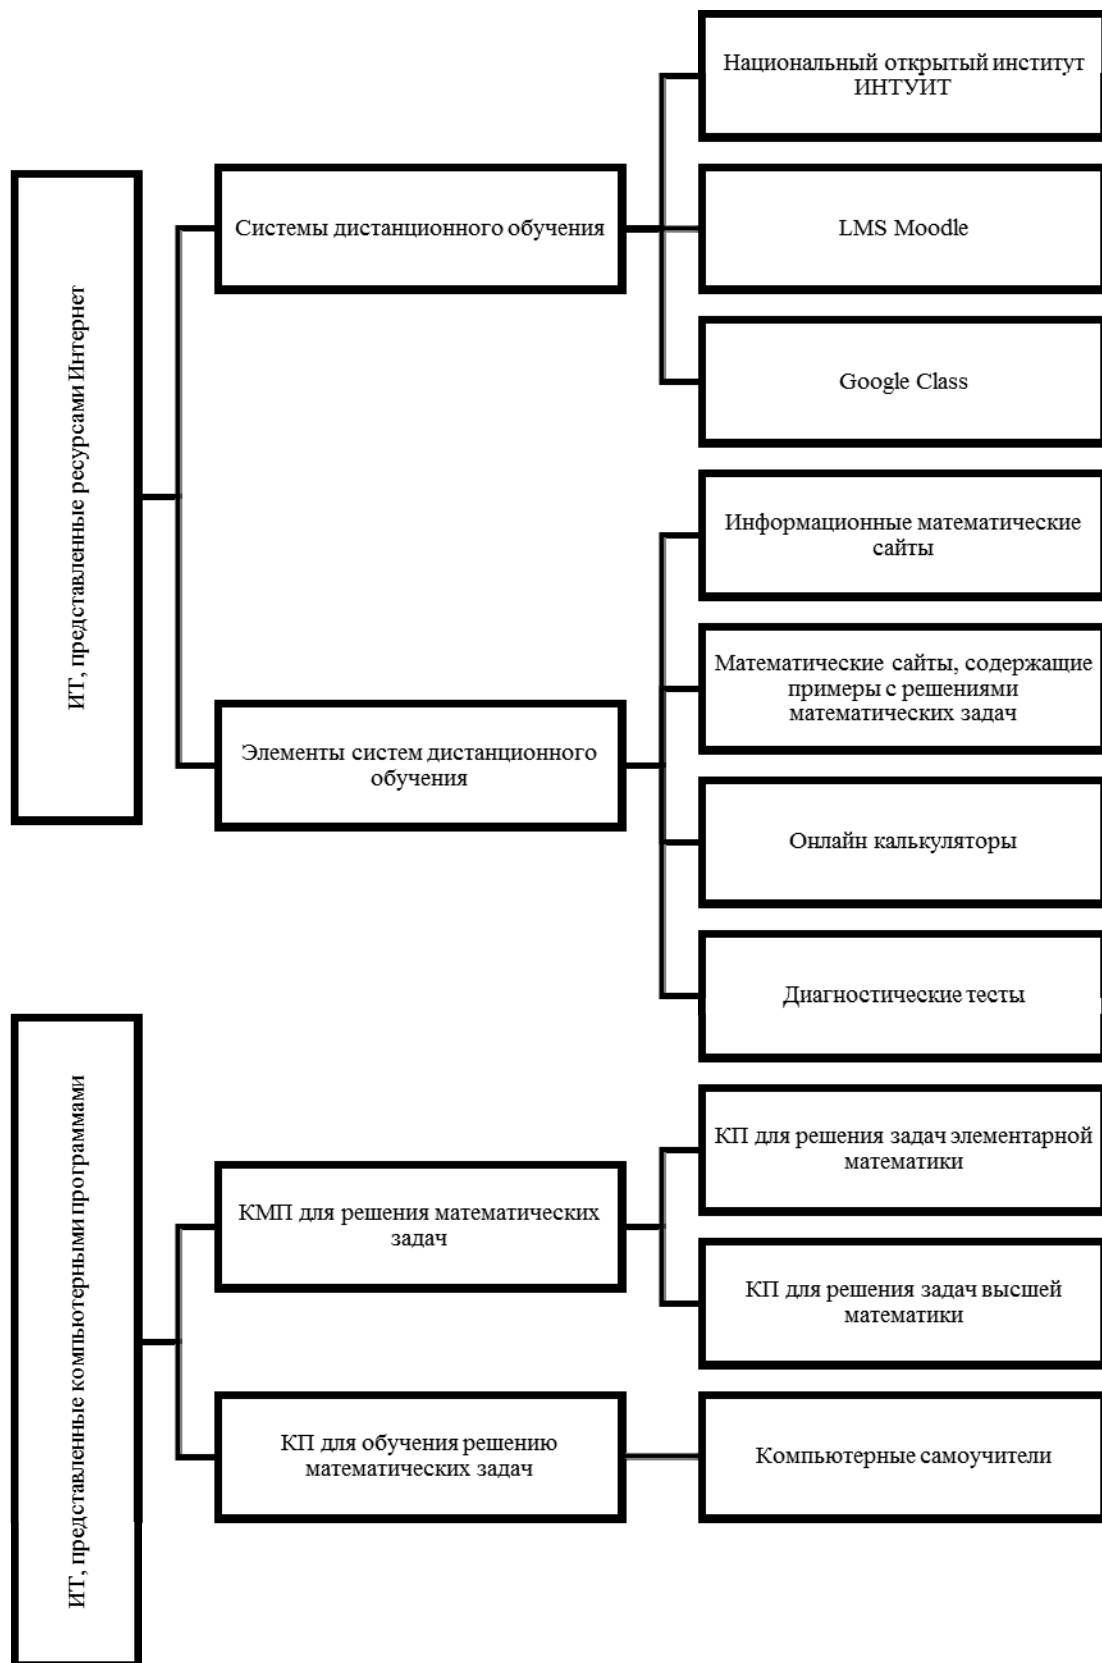 Национальный открытый институт
ИНТУИТ
Системы дистанционного обучения
LMS Moodle
Google Class
ИТ, представленные ресурсами Интернет
Информационные математические
сайты
Математические сайты, содержащие
примеры с решениями
математических задач
Элементы систем дистанционного
обучения
Онлайн калькуляторы
Диагностические тесты
ИТ, представленные компьютерными программами
КП для решения задач элементарной
математики
КМП для решения математических
задач
КП для решения задач высшей
математики
КП для обучения решению
математических задач
Компьютерные самоучители